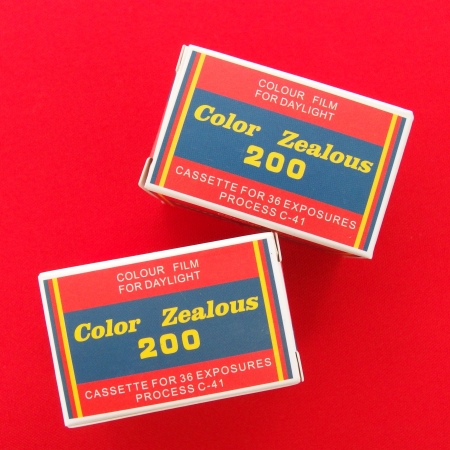 COLOUR FILM
FOR DAYLIGHT
Color Zealous
200
CASSETTE FOR 36 EXPOSURES
PROCESS C-41
COLOUR FILM
FOR DAYLIGHT
Color Zealous
200
CASSETTE FOR 36 EXPOSURES
PROCESS C-41